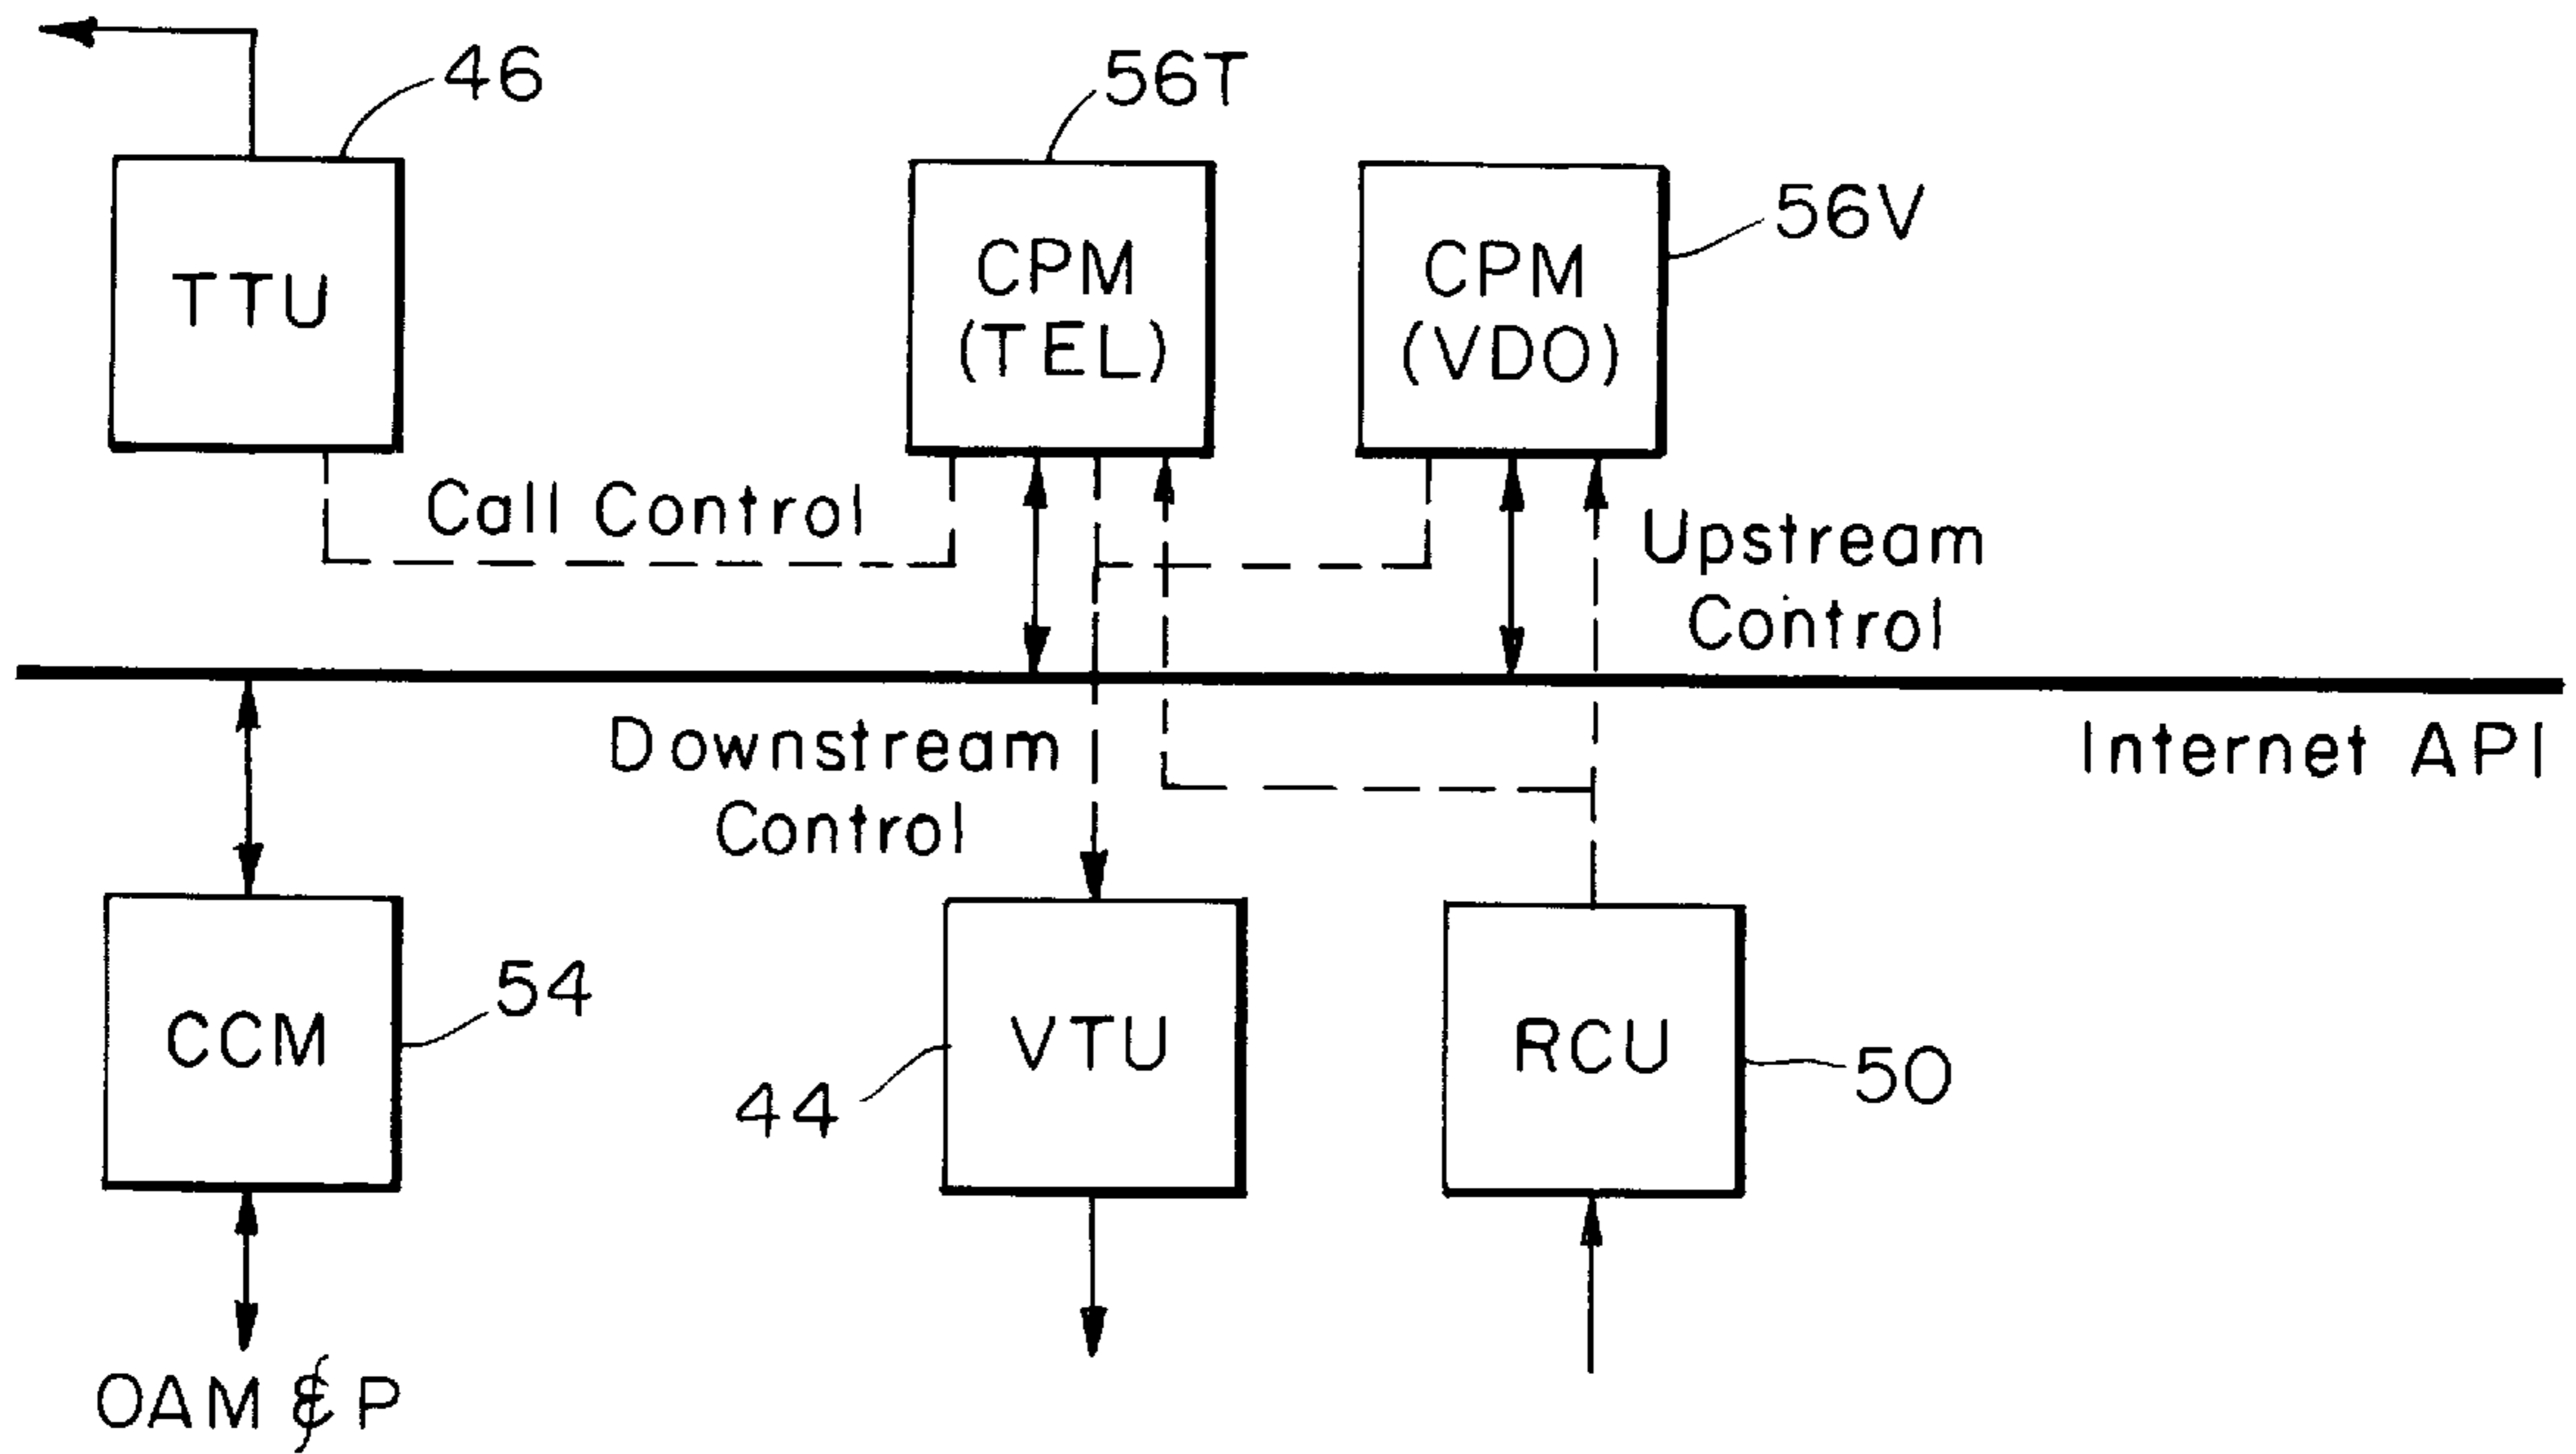 46
56T
56V
TTU
CPM
(TEL)
CPM
(VDO)
Call Control
Upstream
Control
Downstream
Control
Internet API
CCM
54
VTU
44
RCU
50
OAM & P